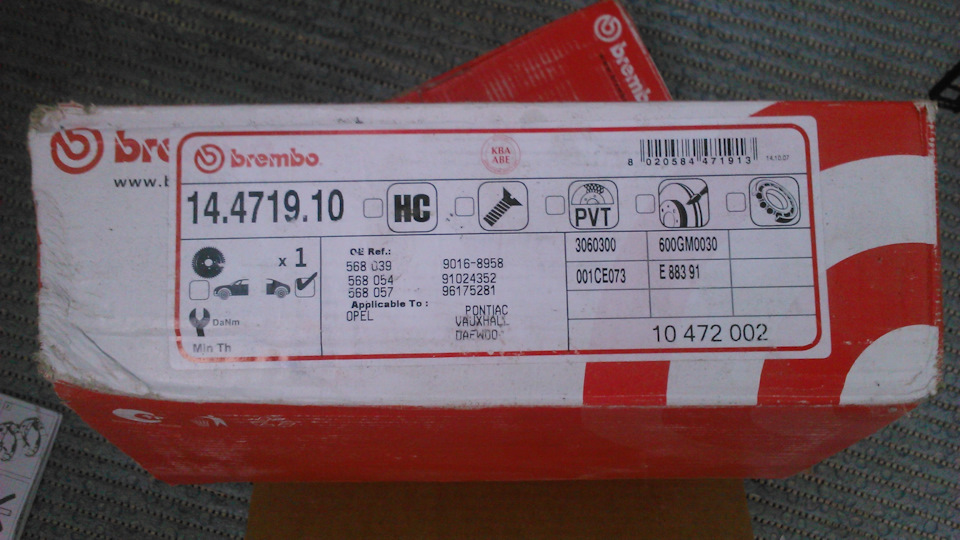 brembo
www.
brembo
KBA
ABE
8 020584 471913
14.10.07
14.4719.10
HC
PVT
x 1
DaNm
Min Th
OE Ref.:
568 039 9016-8958
568 054 91024352
568 057 96175281
Applicable To :
OPEL PONTIAC
VAUXHALL
DAEWOO
3060300 600GM0030
001CE073 E 883 91
10 472 002